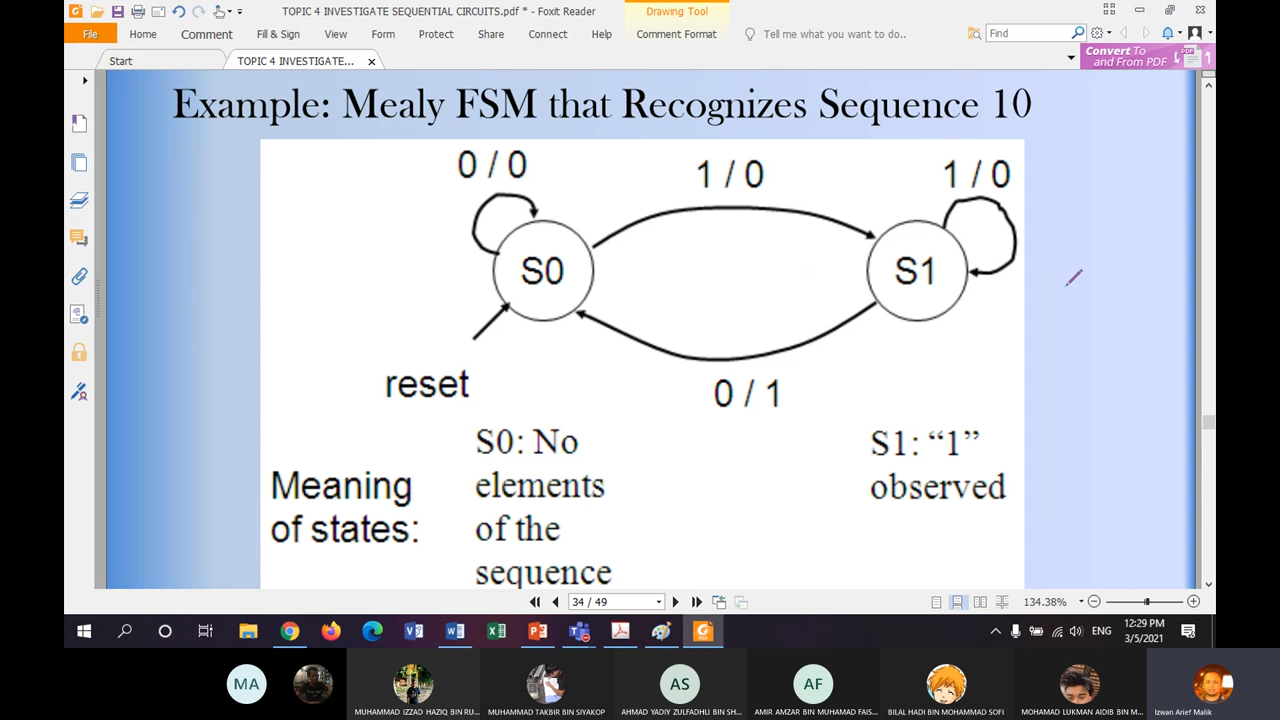 TOPIC 4 INVESTIGATE SEQUENTIAL CIRCUITS.pdf * - Foxit Reader
Drawing Tool
File Home Comment Fill & Sign View Form Protect Share Connect Help Comment Format Tell me what you want to do.. Find
Start
TOPIC 4 INVESTIGATE...
Convert To
and From PDF
Example: Mealy FSM that Recognizes Sequence 10
0 / 0
1 / 0
1 / 0
S0
S1
reset
0 / 1
Meaning
of states:
S0: No
elements
of the
sequence
S1: “1”
observed
34 / 49
134.38%
ENG
12:29 PM
3/5/2021
MA
AS
AF
MUHAMMAD IZZAD HAZIQ BIN RU...
MUHAMMAD TAKBIR BIN SIYAKOP
AHMAD YADIY ZULFADHLI BIN SH...
AMIR AMZAR BIN MUHAMAD FAIS...
BILAL HADI BIN MOHAMMAD SOFI
MOHAMAD LUKMAN AIDIB BIN M...
Izwan Arief Malik